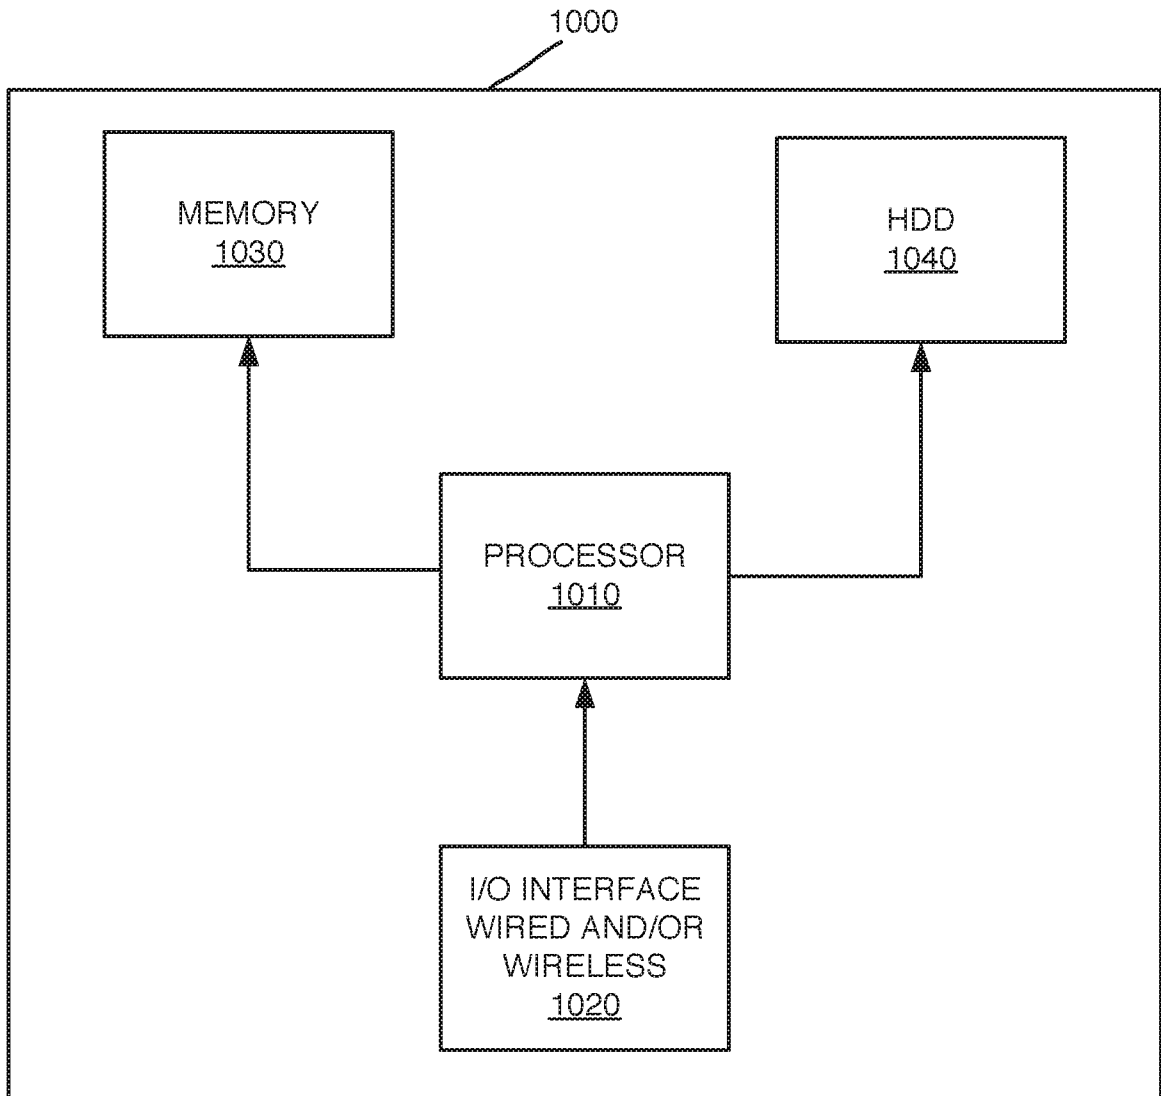 1000
MEMORY
1030
HDD
1040
PROCESSOR
1010
I/O INTERFACE
WIRED AND/OR
WIRELESS
1020